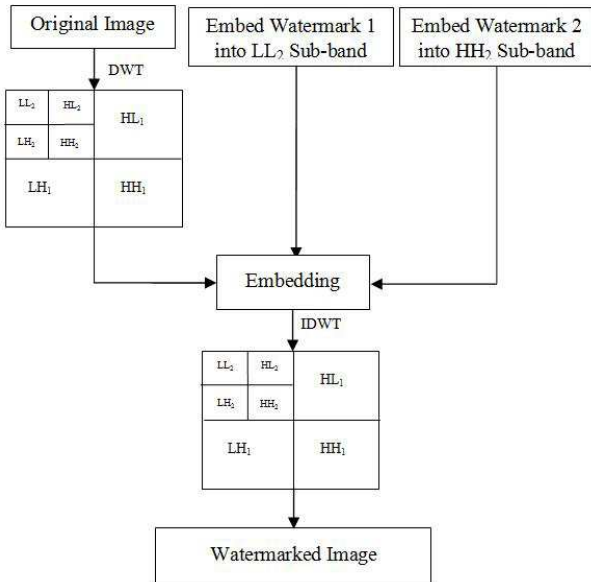 Original Image
Embed Watermark 1
into LL₂ Sub-band
Embed Watermark 2
into HH₂ Sub-band
DWT
LL₂ HL₂
HL₁
LH₂ HH₂
LH₁ HH₁
Embedding
IDWT
LL₂ HL₂
HL₁
LH₂ HH₂
LH₁ HH₁
Watermarked Image